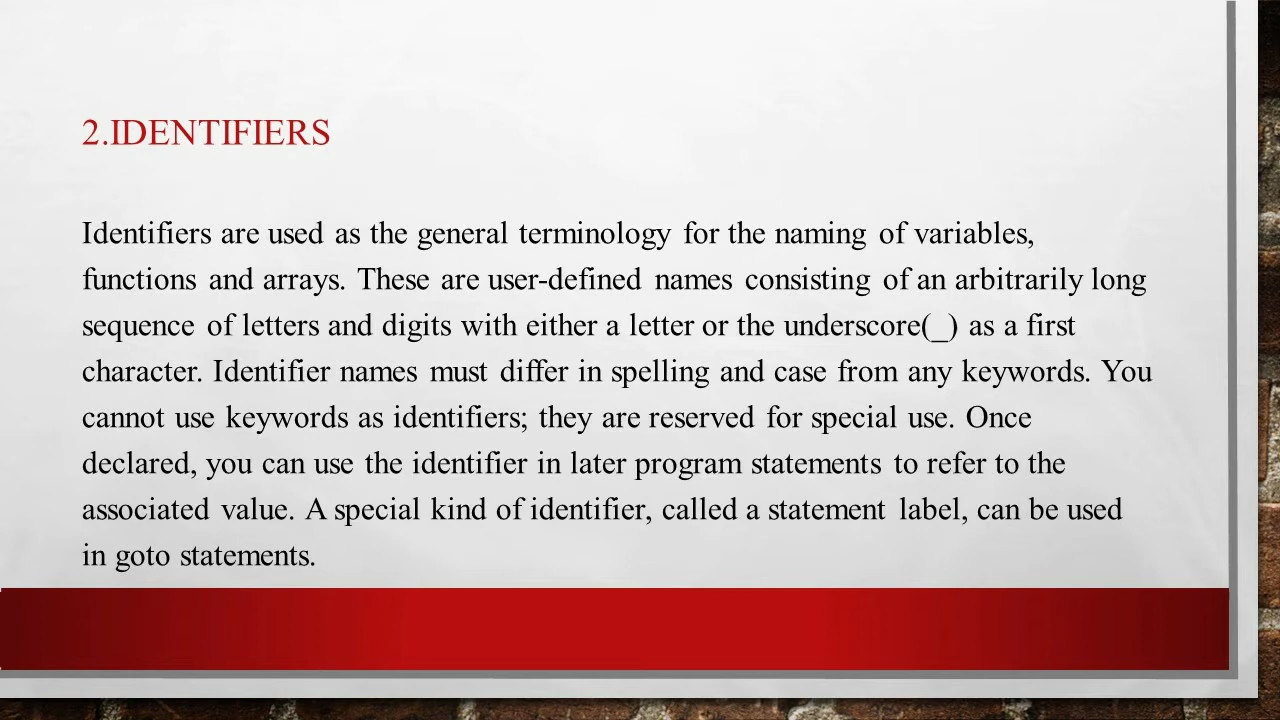 2.IDENTIFIERS
Identifiers are used as the general terminology for the naming of variables,
functions and arrays. These are user-defined names consisting of an arbitrarily long
sequence of letters and digits with either a letter or the underscore(_) as a first
character. Identifier names must differ in spelling and case from any keywords. You
cannot use keywords as identifiers; they are reserved for special use. Once
declared, you can use the identifier in later program statements to refer to the
associated value. A special kind of identifier, called a statement label, can be used
in goto statements.